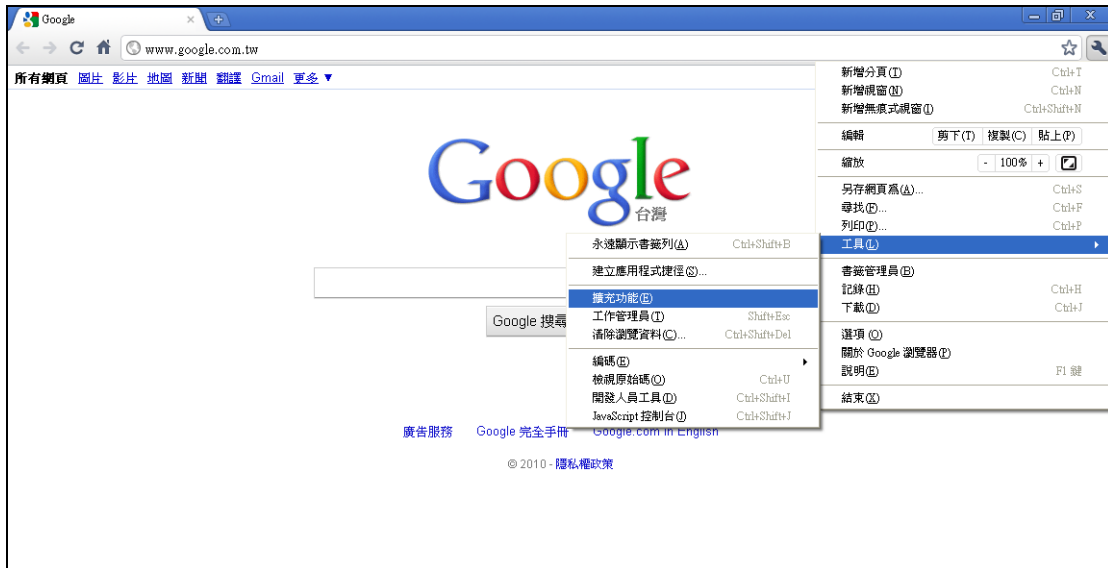 Google
www.google.com.tw
所有網頁 圖片 影片 地圖 新聞 翻譯 Gmail 更多 ▼
Google
台灣
Google 搜尋
廣告服務 Google 完全手冊 Google.com in English
© 2010 - 隱私權政策
新增分頁(T) Ctrl+T
新增視窗(N) Ctrl+N
新增無痕式視窗(I) Ctrl+Shift+N
編輯 剪下(T) 複製(C) 貼上(P)
縮放 - 100% +
另存網頁為(A)... Ctrl+S
尋找(F)... Ctrl+F
列印(P)... Ctrl+P
工具(L)
書籤管理員(B)
記錄(H) Ctrl+H
下載(D) Ctrl+J
選項 (O)
關於 Google 瀏覽器(P)
說明(E) F1 鍵
結束(X)
永遠顯示書籤列(A) Ctrl+Shift+B
建立應用程式捷徑(S)...
擴充功能(E)
工作管理員(T) Shift+Esc
清除瀏覽資料(C)... Ctrl+Shift+Del
編碼(E)
檢視原始碼(O) Ctrl+U
開發人員工具(D) Ctrl+Shift+I
JavaScript 控制台(J) Ctrl+Shift+J